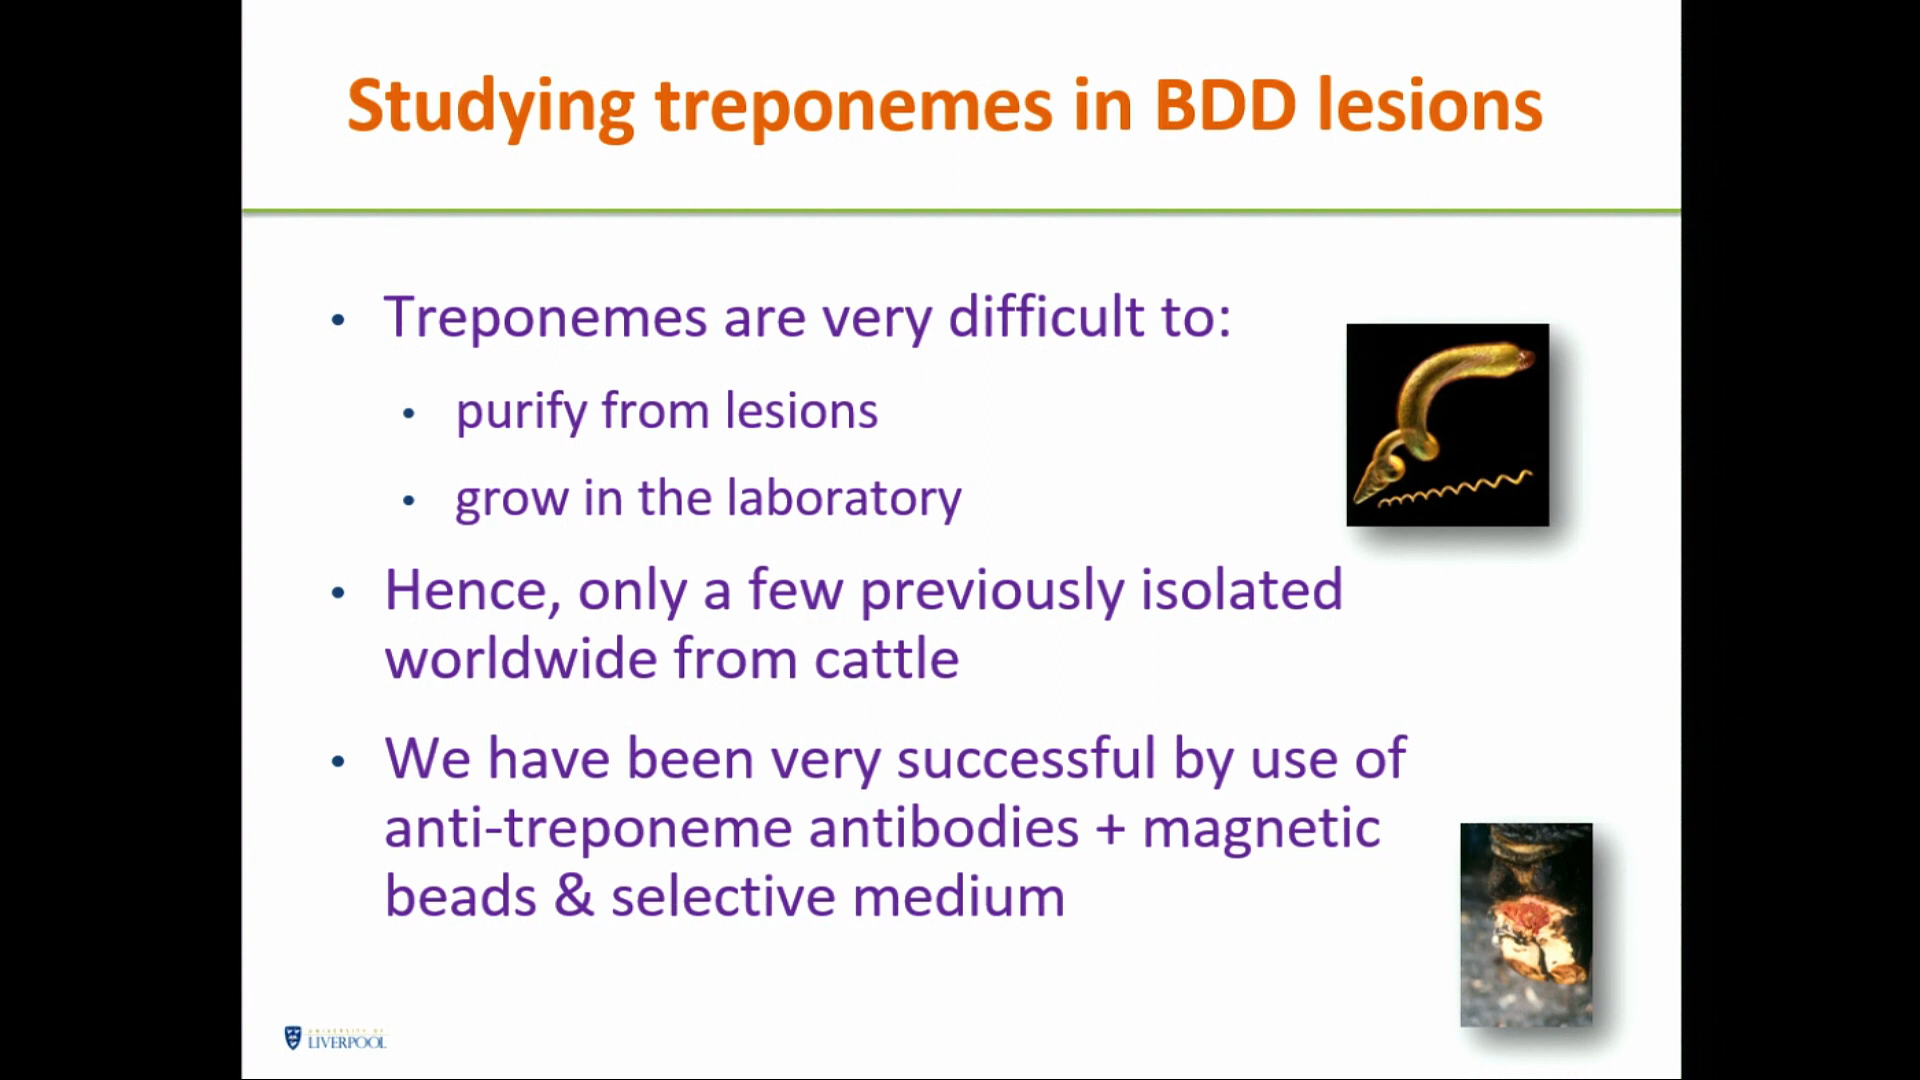 Studying treponemes in BDD lesions
• Treponemes are very difficult to:
• purify from lesions
• grow in the laboratory
• Hence, only a few previously isolated
worldwide from cattle
• We have been very successful by use of
anti-treponeme antibodies + magnetic
beads & selective medium
UNIVERSITY OF
LIVERPOOL